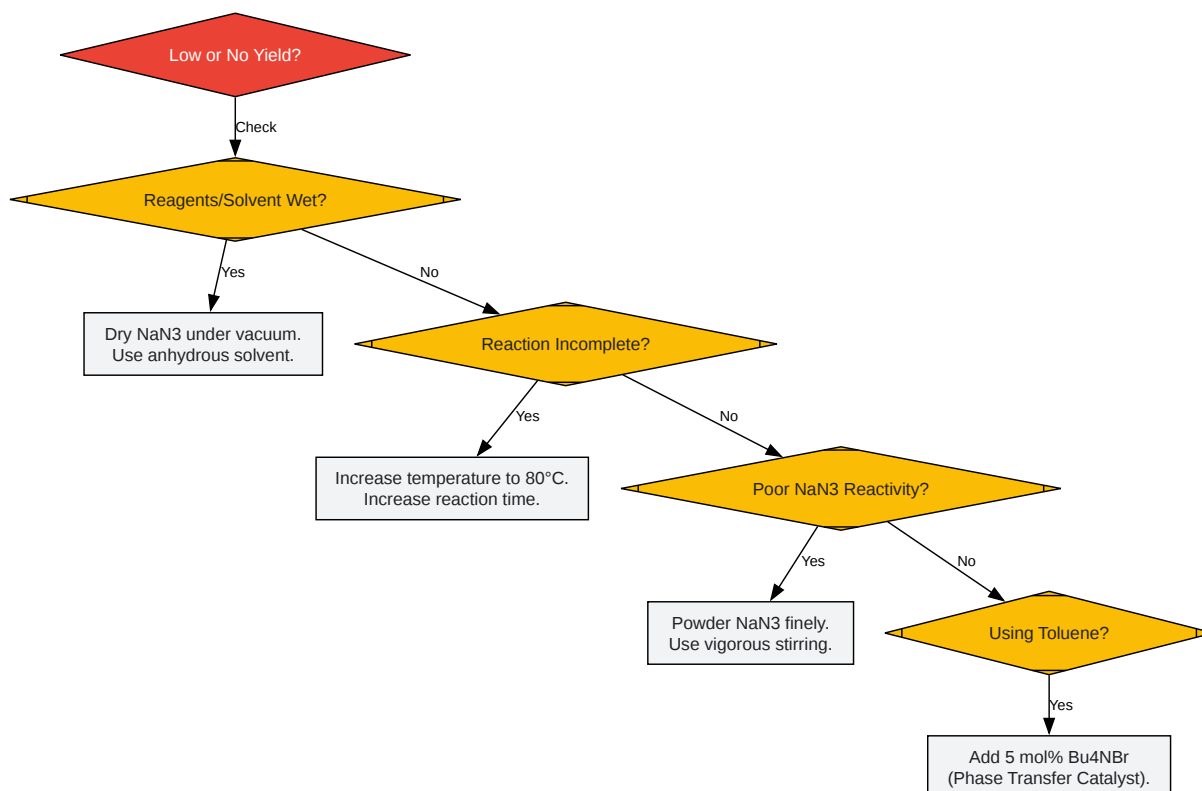 Low or No Yield?
Check
Reagents/Solvent Wet?
Yes
No
Dry NaN3 under vacuum.
Use anhydrous solvent.
Reaction Incomplete?
Yes
No
Increase temperature to 80°C.
Increase reaction time.
Poor NaN3 Reactivity?
Yes
No
Powder NaN3 finely.
Use vigorous stirring.
Using Toluene?
Yes
Add 5 mol% Bu4NBr
(Phase Transfer Catalyst).